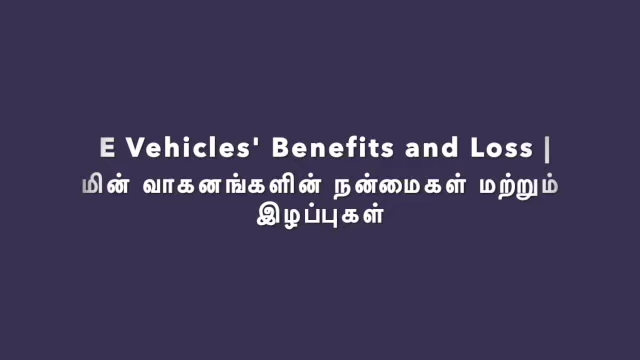 E Vehicles' Benefits and Loss |
மின் வாகனங்களின் நன்மைகள் மற்றும்
இழப்புகள்